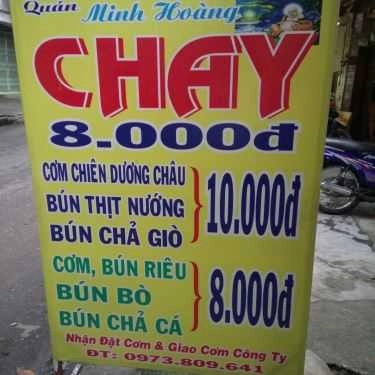 Quán Minh Hoàng
CHAY
8.000đ
CƠM CHIÊN DƯƠNG CHÂU
BÚN THỊT NƯỚNG
BÚN CHẢ GIÒ
10.000đ
CƠM, BÚN RIÊU
BÚN BÒ
BÚN CHẢ CÁ
8.000đ
Nhận Đặt Cơm & Giao Cơm Công Ty
ĐT: 0973.809.641